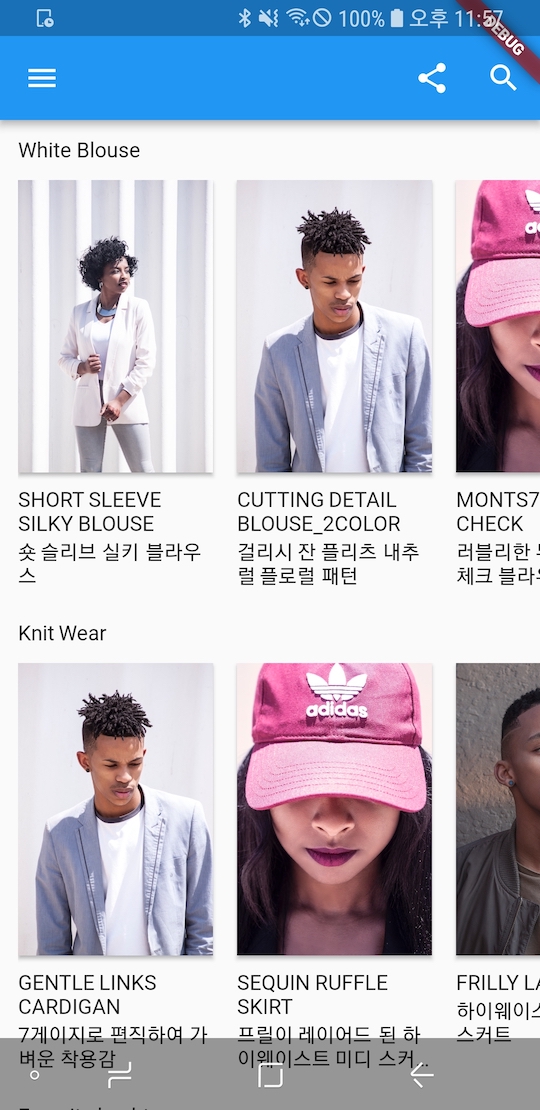 100% 오후 11:57
DEBUG
White Blouse
SHORT SLEEVE
SILKY BLOUSE
숏 슬리브 실키 블라우
스
CUTTING DETAIL
BLOUSE_2COLOR
걸리시 잔 플리츠 내추
럴 플로럴 패턴
MONTS7
CHECK
러블리한
체크 블라우
Knit Wear
adidas
GENTLE LINKS
CARDIGAN
7게이지로 편직하여 가
벼운 착용감
SEQUIN RUFFLE
SKIRT
프릴이 레이어드 된 하
이웨이스트 미디 스커...
FRILLY LA
하이웨이스
스커트